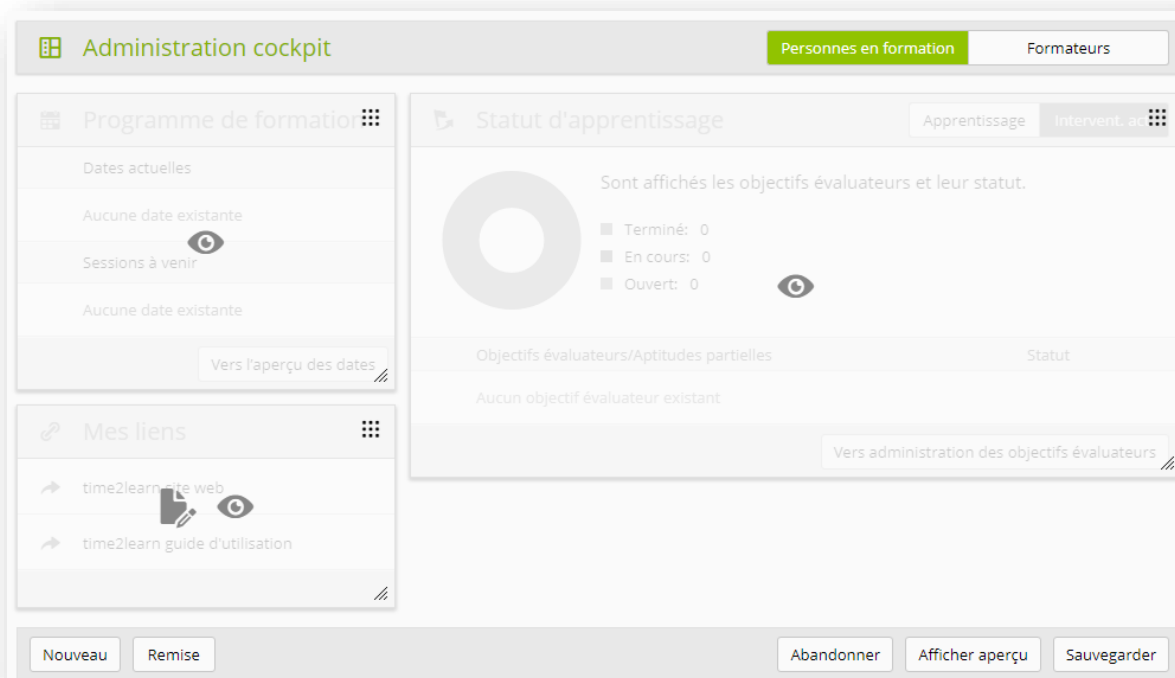 Administration cockpit
Personnes en formation
Formateurs
Programme de formation
Dates actuelles
Aucune date existante
Sessions à venir
Aucune date existante
Vers l'aperçu des dates
Statut d'apprentissage
Apprentissage
Intervent.
Sont affichés les objectifs évaluateurs et leur statut.
Terminé: 0
En cours: 0
Ouvert: 0
Objectifs évaluateurs/Aptitudes partielles
Statut
Aucun objectif évaluateur existant
Vers administration des objectifs évaluateurs
Mes liens
time2learn site web
time2learn guide d'utilisation
Nouveau
Remise
Abandonner
Afficher aperçu
Sauvegarder